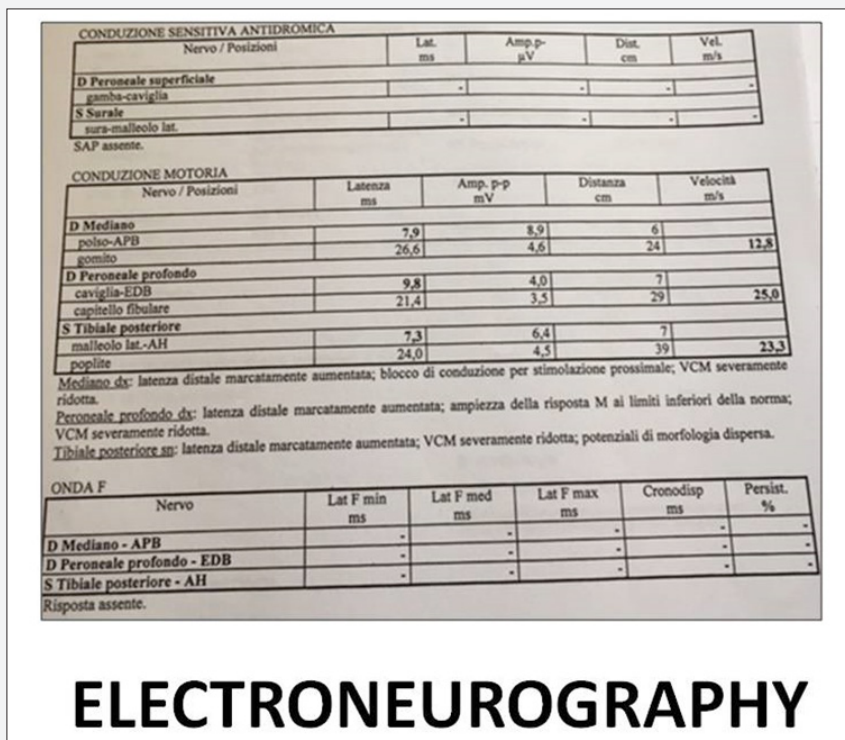 CONDUZIONE SENSITIVA ANTIDROMICA
Nervo / Posizioni Lat. ms Amp.p- µV Dist. cm Vel. m/s
D Peroneale superficiale
gamba-caviglia - - - -
S Surale
sura-malleolo lat. - - - -
SAP assente.
CONDUZIONE MOTORIA
Nervo / Posizioni Latenza ms Amp. p-p mV Distanza cm Velocità m/s
D Mediano
polso-APB 7,9 8,9 6
gomito 26,6 4,6 24 12,8
D Peroneale profondo
caviglia-EDB 9,8 4,0 7
capitello fibulare 21,4 3,5 29 25,0
S Tibiale posteriore
malleolo lat.-AH 7,3 6,4 7
poplite 24,0 4,5 39 23,3
Mediano dx: latenza distale marcatamente aumentata; blocco di conduzione per stimolazione prossimale; VCM severamente
ridotta.
Peroneale profondo dx: latenza distale marcatamente aumentata; ampiezza della risposta M ai limiti inferiori della norma;
VCM severamente ridotta.
Tibiale posteriore sn: latenza distale marcatamente aumentata; VCM severamente ridotta; potenziali di morfologia dispersa.
ONDA F
Nervo Lat F min ms Lat F med ms Lat F max ms Cronodisp ms Persist. %
D Mediano - APB - - - - -
D Peroneale profondo - EDB - - - - -
S Tibiale posteriore - AH - - - - -
Risposta assente.
ELECTRONEUROGRAPHY